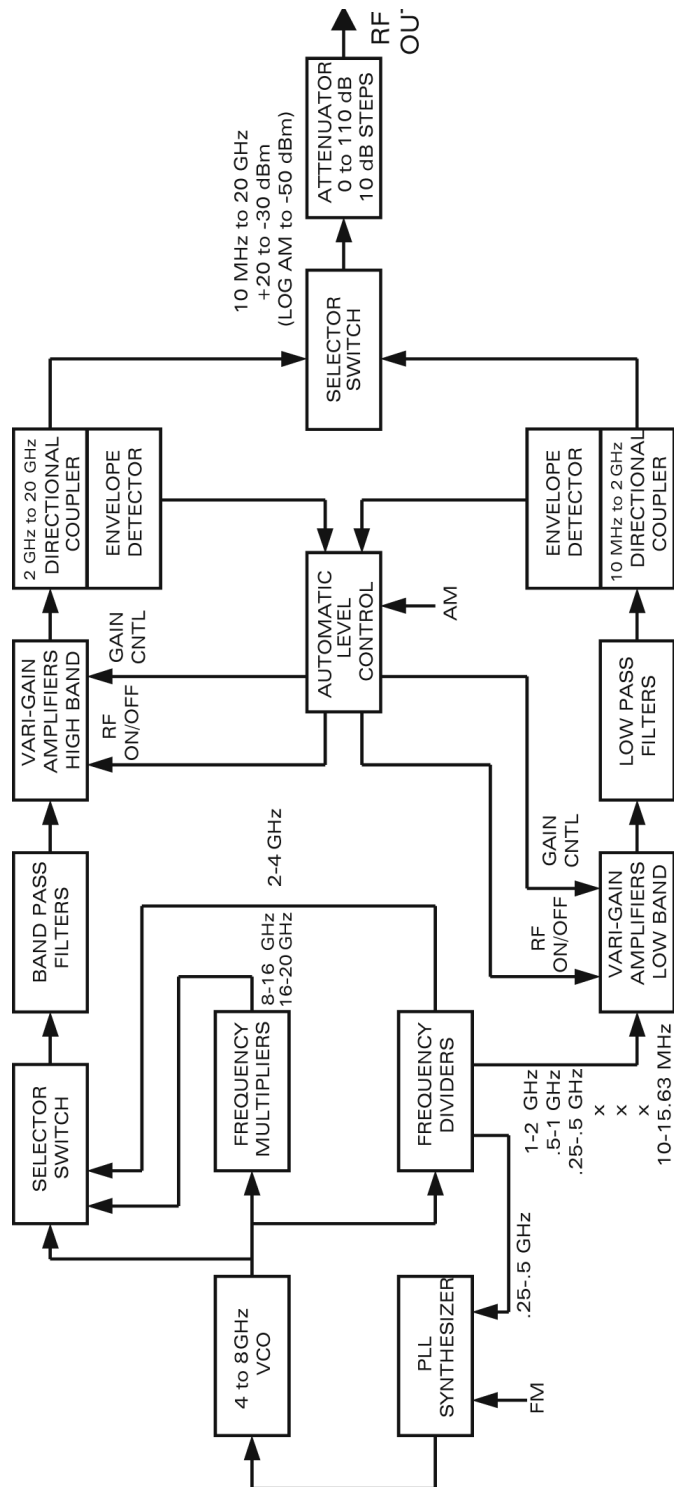 4 to 8GHz
VCO
PLL
SYNTHESIZER
FM
.25-.5 GHz
SELECTOR
SWITCH
FREQUENCY
MULTIPLIERS
8-16 GHz
16-20 GHz
FREQUENCY
DIVIDERS
2-4 GHz
1-2 GHz
.5-1 GHz
.25-.5 GHz
x
x
x
10-15.63 MHz
BAND PASS
FILTERS
VARI-GAIN
AMPLIFIERS
HIGH BAND
RF
ON/OFF
GAIN
CNTL
2 GHz to 20 GHz
DIRECTIONAL
COUPLER
ENVELOPE
DETECTOR
AUTOMATIC
LEVEL
CONTROL
AM
RF
ON/OFF
GAIN
CNTL
VARI-GAIN
AMPLIFIERS
LOW BAND
LOW PASS
FILTERS
ENVELOPE
DETECTOR
10 MHz to 2 GHz
DIRECTIONAL
COUPLER
SELECTOR
SWITCH
10 MHz to 20 GHz
+20 to -30 dBm
(LOG AM to -50 dBm)
ATTENUATOR
0 to 110 dB
10 dB STEPS
RF